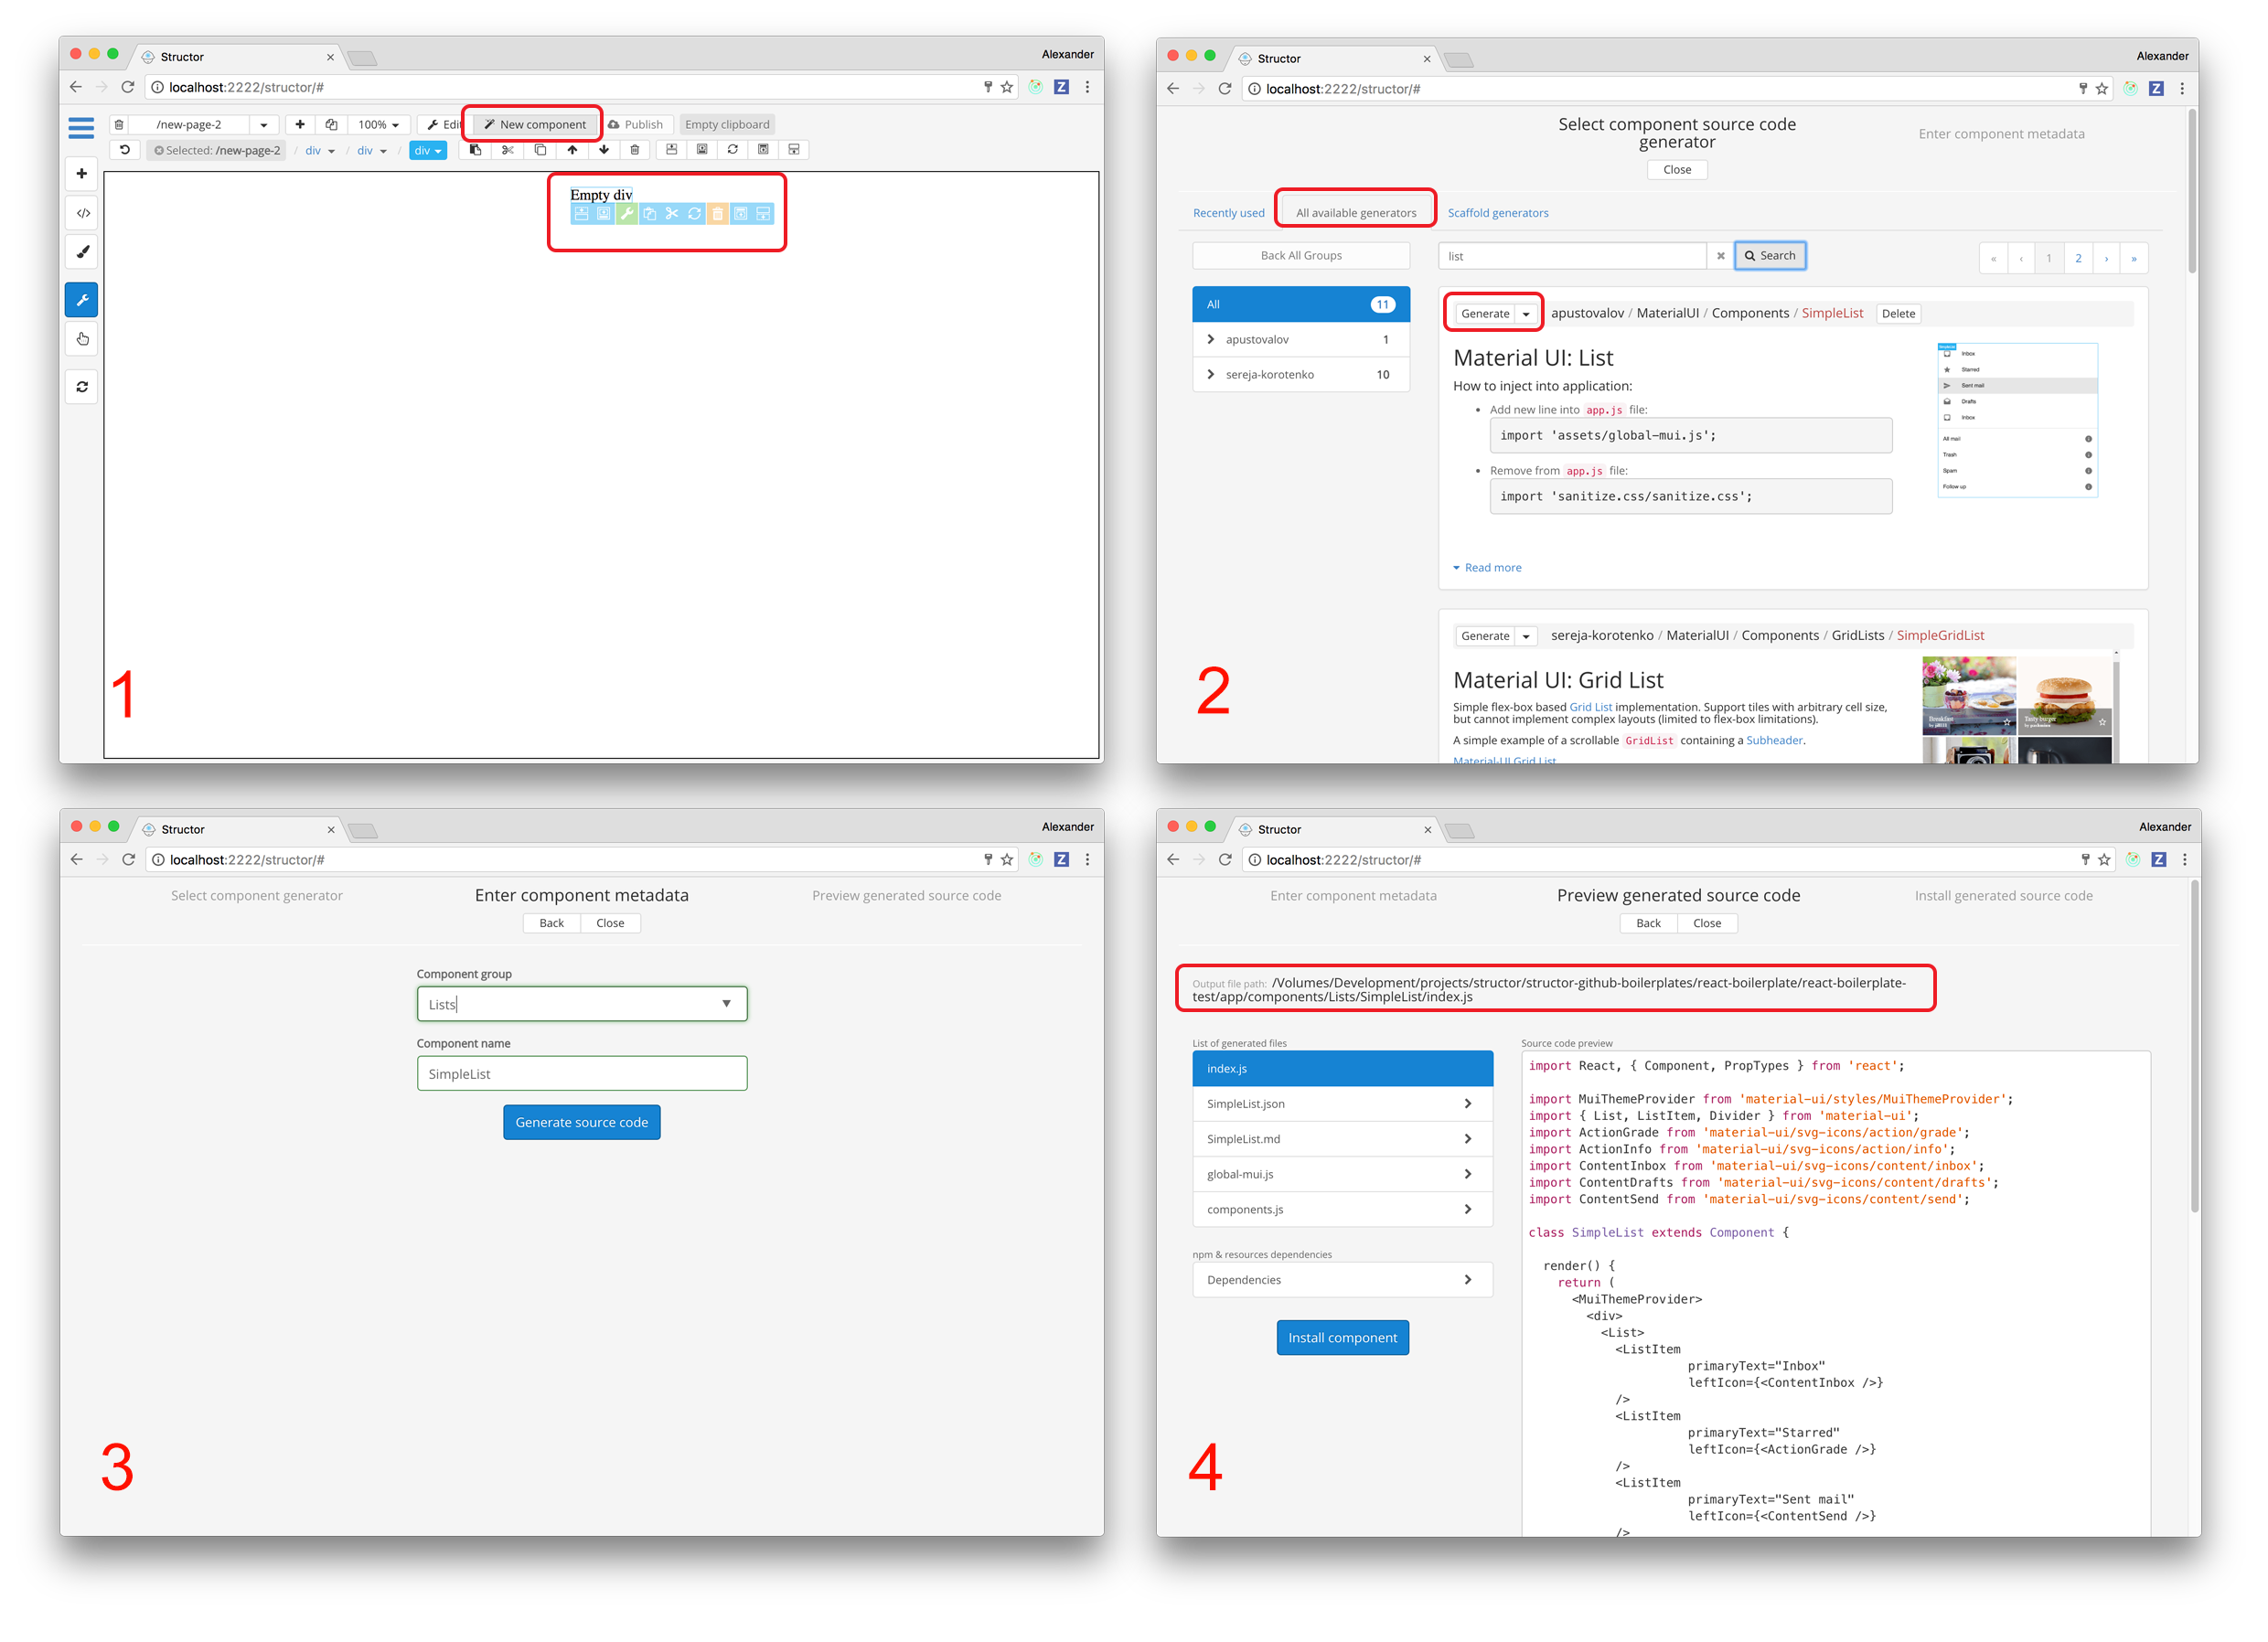 Structor
Alexander
localhost:2222/structor/#
/new-page-2
100%
Edit
New component
Publish
Empty clipboard
Selected: /new-page-2 / div / div / div
Empty div
1
Structor
Alexander
localhost:2222/structor/#
Select component source code
generator
Enter component metadata
Close
Recently used
All available generators
Scaffold generators
Back All Groups
list
Search
« ‹ 1 2 › »
All 11
apustovalov 1
sereja-korotenko 10
Generate
apustovalov / MaterialUI / Components / SimpleList
Delete
Material UI: List
How to inject into application:
• Add new line into app.js file:
import 'assets/global-mui.js';
• Remove from app.js file:
import 'sanitize.css/sanitize.css';
Read more
Inbox
Starred
Sent mail
Drafts
Inbox
All mail
Trash
Spam
Follow up
Generate
sereja-korotenko / MaterialUI / Components / GridLists / SimpleGridList
Material UI: Grid List
Simple flex-box based Grid List implementation. Support tiles with arbitrary cell size,
but cannot implement complex layouts (limited to flex-box limitations).
A simple example of a scrollable GridList containing a Subheader.
Material-UI Grid List
Breakfast
Tasty burger
2
Structor
Alexander
localhost:2222/structor/#
Select component generator
Enter component metadata
Preview generated source code
Back
Close
Component group
Lists
Component name
SimpleList
Generate source code
3
Structor
Alexander
localhost:2222/structor/#
Enter component metadata
Preview generated source code
Install generated source code
Back
Close
Output file path: /Volumes/Development/projects/structor/structor-github-boilerplates/react-boilerplate/react-boilerplate-
test/app/components/Lists/SimpleList/index.js
List of generated files
index.js
SimpleList.json
SimpleList.md
global-mui.js
components.js
npm & resources dependencies
Dependencies
Install component
Source code preview
import React, { Component, PropTypes } from 'react';
import MuiThemeProvider from 'material-ui/styles/MuiThemeProvider';
import { List, ListItem, Divider } from 'material-ui';
import ActionGrade from 'material-ui/svg-icons/action/grade';
import ActionInfo from 'material-ui/svg-icons/action/info';
import ContentInbox from 'material-ui/svg-icons/content/inbox';
import ContentDrafts from 'material-ui/svg-icons/content/drafts';
import ContentSend from 'material-ui/svg-icons/content/send';
class SimpleList extends Component {
render() {
return (
<MuiThemeProvider>
<div>
<List>
<ListItem
primaryText="Inbox"
leftIcon={<ContentInbox />}
/>
<ListItem
primaryText="Starred"
leftIcon={<ActionGrade />}
/>
<ListItem
primaryText="Sent mail"
leftIcon={<ContentSend />}
/>
4